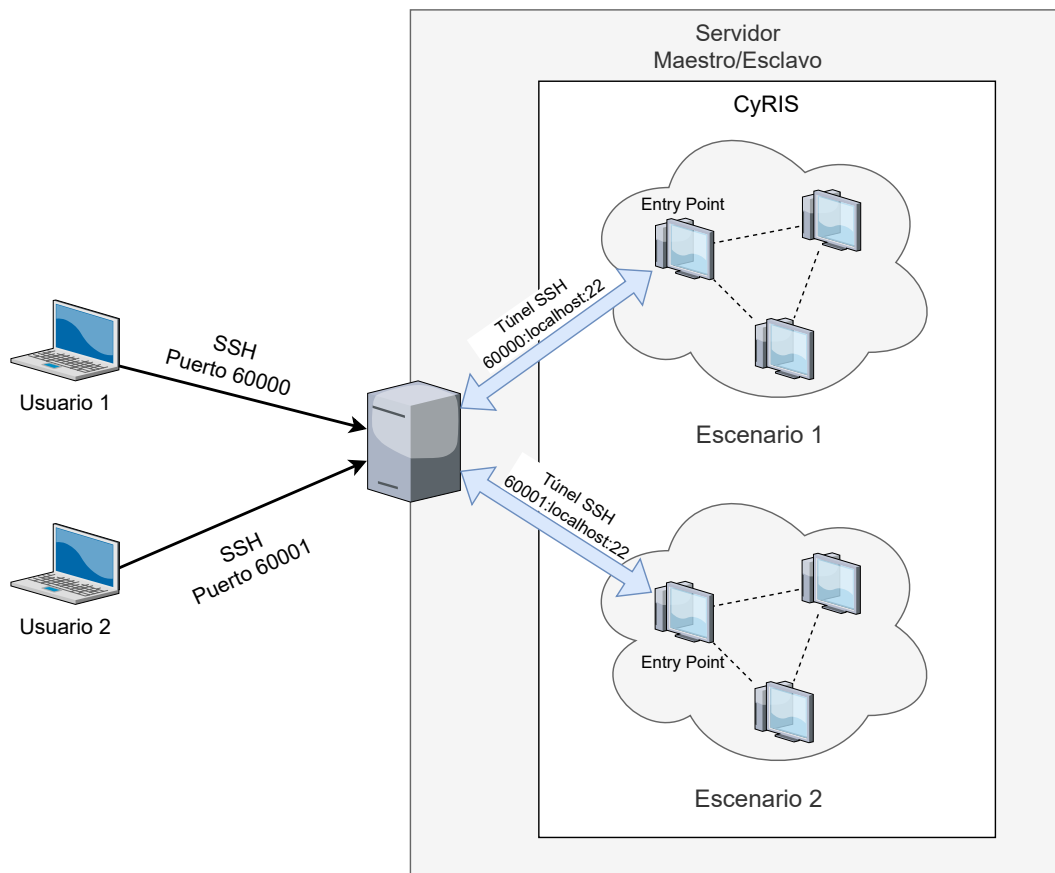 Servidor
Maestro/Esclavo
CyRIS
Entry Point
Túnel SSH
60000:localhost:22
SSH
Puerto 60000
Usuario 1
Escenario 1
Túnel SSH
60001:localhost:22
SSH
Puerto 60001
Usuario 2
Entry Point
Escenario 2